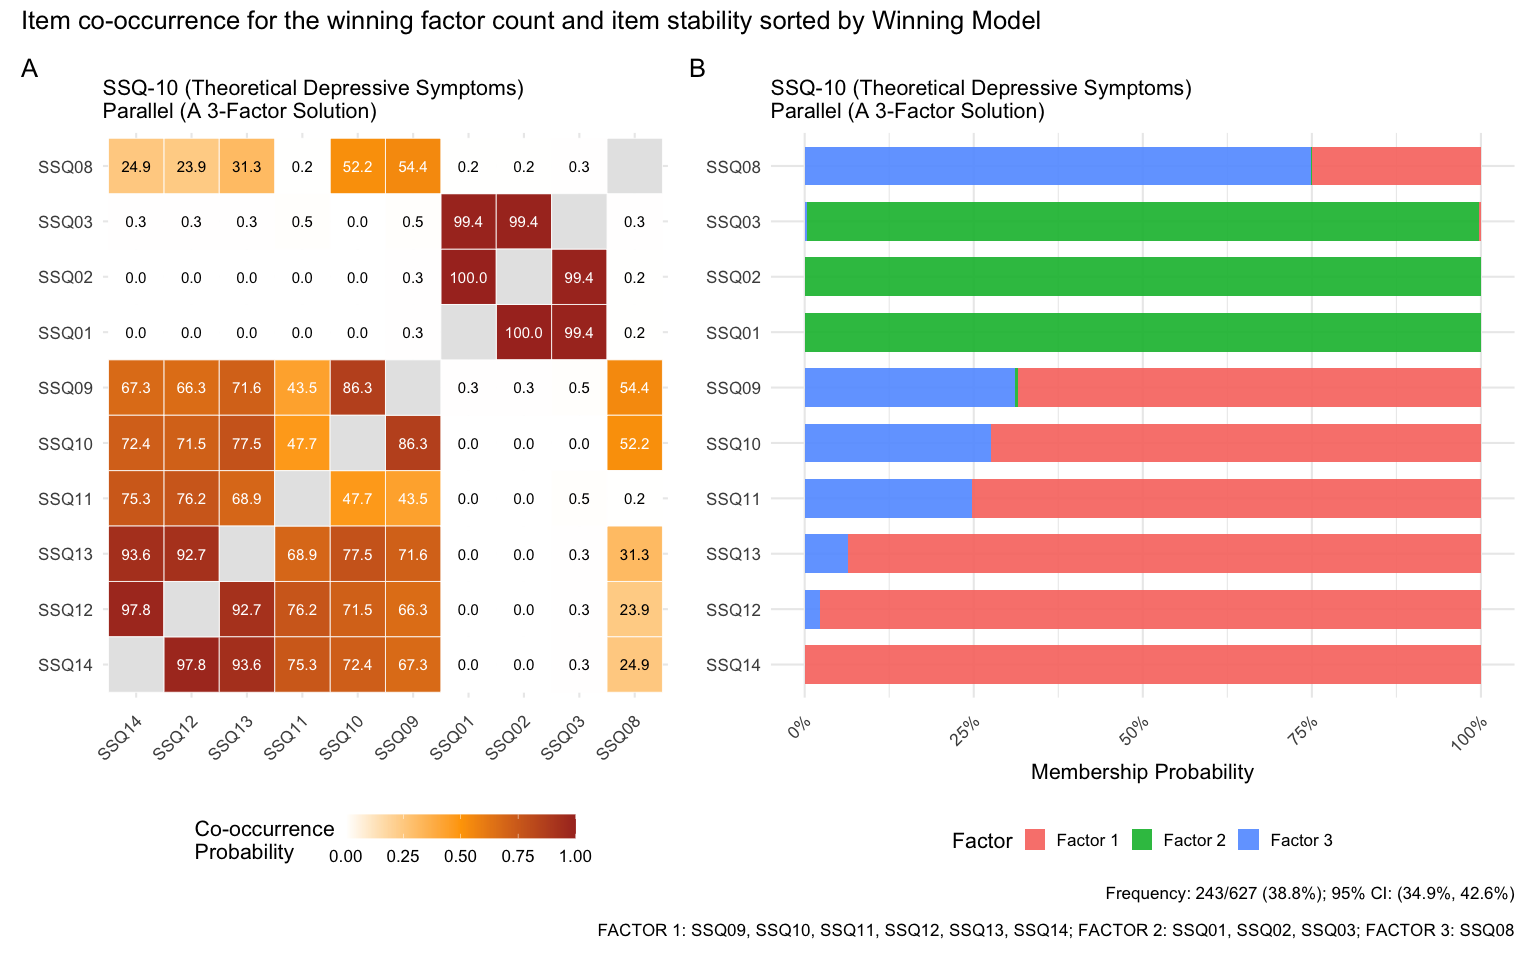 Item co-occurrence for the winning factor count and item stability sorted by Winning Model
A
SSQ-10 (Theoretical Depressive Symptoms)
Parallel (A 3-Factor Solution)
SSQ08 24.9 23.9 31.3 0.2 52.2 54.4 0.2 0.2 0.3
SSQ03 0.3 0.3 0.3 0.5 0.0 0.5 99.4 99.4 0.3
SSQ02 0.0 0.0 0.0 0.0 0.0 0.3 100.0 99.4 0.2
SSQ01 0.0 0.0 0.0 0.0 0.0 0.3 100.0 99.4 0.2
SSQ09 67.3 66.3 71.6 43.5 86.3 0.3 0.3 0.5 54.4
SSQ10 72.4 71.5 77.5 47.7 86.3 0.0 0.0 0.0 52.2
SSQ11 75.3 76.2 68.9 47.7 43.5 0.0 0.0 0.5 0.2
SSQ13 93.6 92.7 68.9 77.5 71.6 0.0 0.0 0.3 31.3
SSQ12 97.8 92.7 76.2 71.5 66.3 0.0 0.0 0.3 23.9
SSQ14 97.8 93.6 75.3 72.4 67.3 0.0 0.0 0.3 24.9
SSQ14 SSQ12 SSQ13 SSQ11 SSQ10 SSQ09 SSQ01 SSQ02 SSQ03 SSQ08
Co-occurrence
Probability
0.00 0.25 0.50 0.75 1.00
B
SSQ-10 (Theoretical Depressive Symptoms)
Parallel (A 3-Factor Solution)
SSQ08
SSQ03
SSQ02
SSQ01
SSQ09
SSQ10
SSQ11
SSQ13
SSQ12
SSQ14
0% 25% 50% 75% 100%
Membership Probability
Factor Factor 1 Factor 2 Factor 3
Frequency: 243/627 (38.8%); 95% CI: (34.9%, 42.6%)
FACTOR 1: SSQ09, SSQ10, SSQ11, SSQ12, SSQ13, SSQ14; FACTOR 2: SSQ01, SSQ02, SSQ03; FACTOR 3: SSQ08